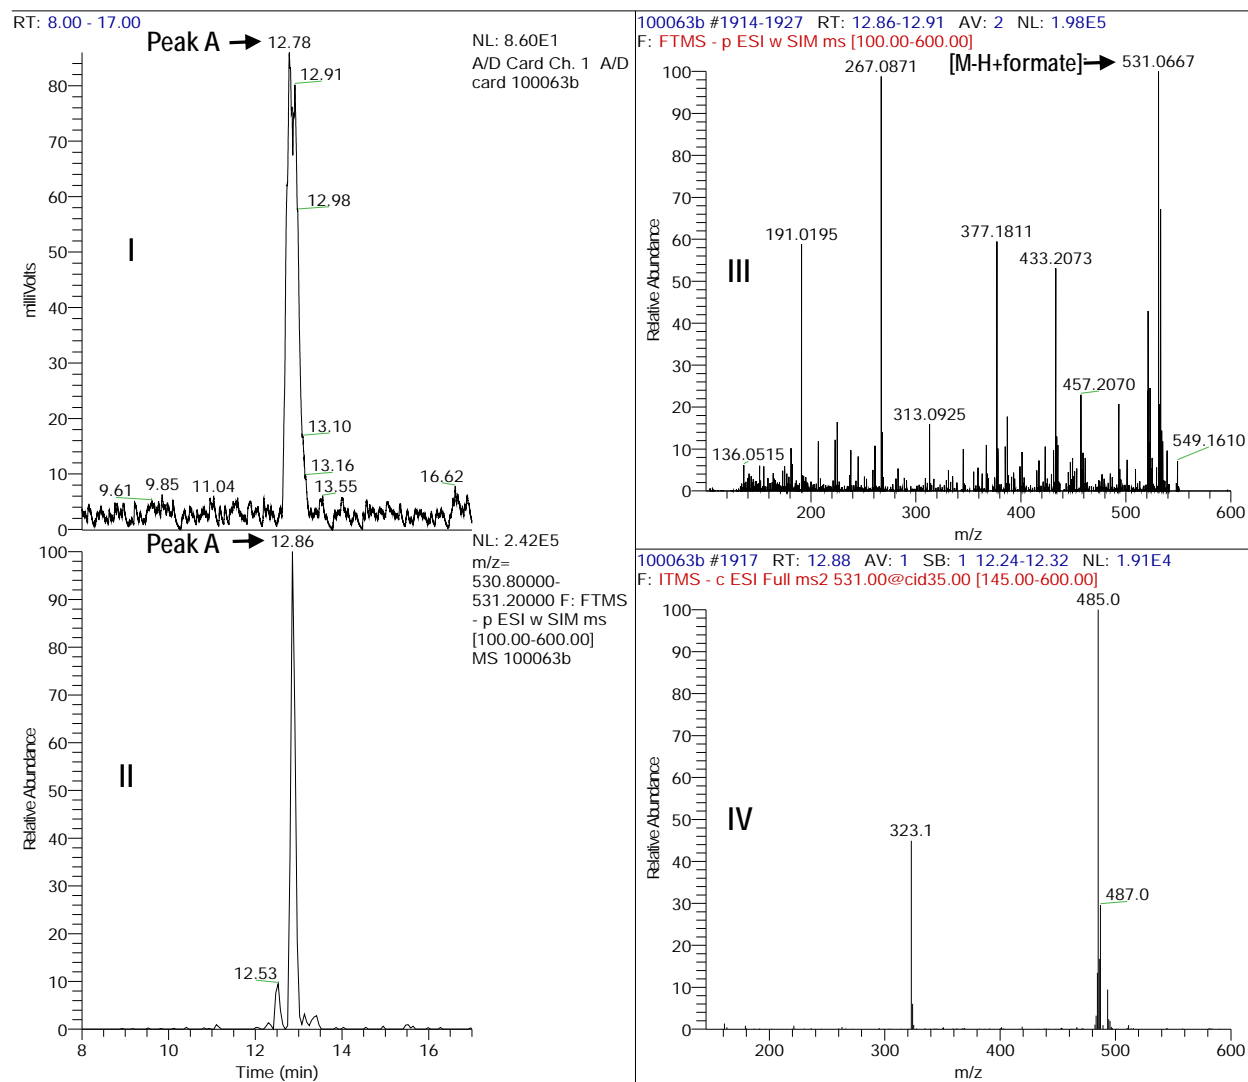 RT: 8.00 - 17.00
Peak A
12.78
12.91
12.98
13.10
13.16
13.55
16.62
9.61
9.85
11.04
NL: 8.60E1
A/D Card Ch. 1 A/D
card 100063b
I
milliVolts
80
70
60
50
40
30
20
10
0
Peak A
12.86
12.53
NL: 2.42E5
m/z=
530.80000-
531.20000 F: FTMS
- p ESI w SIM ms
[100.00-600.00]
MS 100063b
II
Relative Abundance
100
90
80
70
60
50
40
30
20
10
0
8 10 12 14 16
Time (min)
100063b #1914-1927 RT: 12.86-12.91 AV: 2 NL: 1.98E5
F: FTMS - p ESI w SIM ms [100.00-600.00]
[M-H+formate]-
531.0667
267.0871
191.0195
377.1811
433.2073
457.2070
313.0925
136.0515
549.1610
III
Relative Abundance
100
90
80
70
60
50
40
30
20
10
0
200 300 400 500 600
m/z
100063b #1917 RT: 12.88 AV: 1 SB: 1 12.24-12.32 NL: 1.91E4
F: ITMS - c ESI Full ms2 531.00@cid35.00 [145.00-600.00]
485.0
487.0
323.1
IV
Relative Abundance
100
90
80
70
60
50
40
30
20
10
0
200 300 400 500 600
m/z